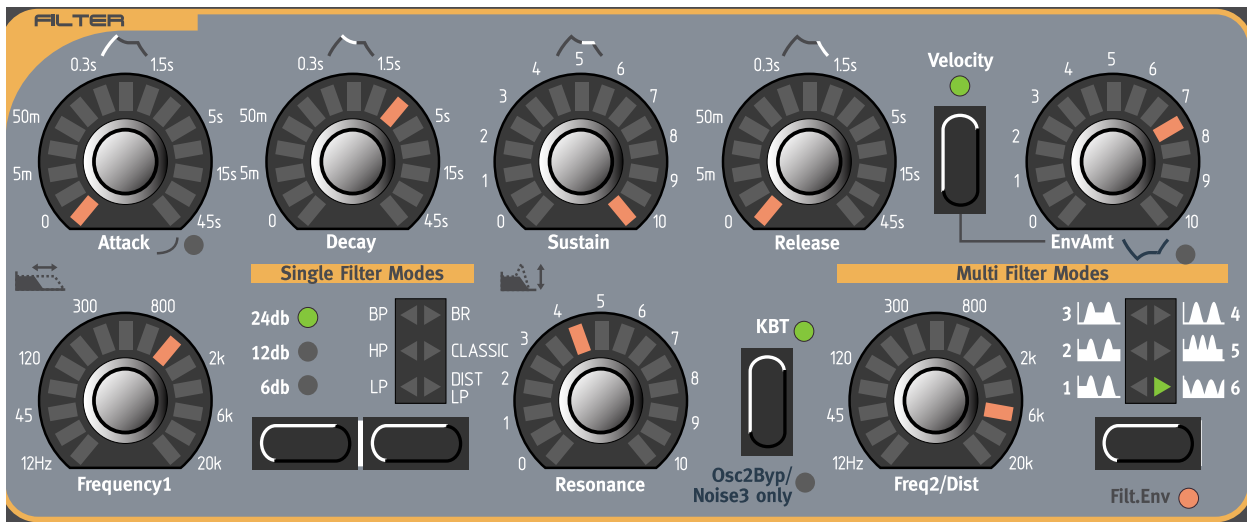 FILTER
0.3s 1.5s
50m 5s
5m 15s
0 45s
Attack
0.3s 1.5s
50m 5s
5m 15s
0 45s
Decay
5
4 6
3 7
2 8
1 9
0 10
Sustain
0.3s 1.5s
50m 5s
5m 15s
0 45s
Release
Velocity
5
4 6
3 7
2 8
1 9
0 10
EnvAmt
300 800
120 2k
45 6k
12Hz 20k
Frequency1
Single Filter Modes
24db BP BR
12db HP CLASSIC
6db LP DIST LP
5
4 6
3 7
2 8
1 9
0 10
Resonance
KBT
Osc2Byp/
Noise3 only
Multi Filter Modes
300 800
120 2k
45 6k
12Hz 20k
Freq2/Dist
3 4
2 5
1 6
Filt.Env